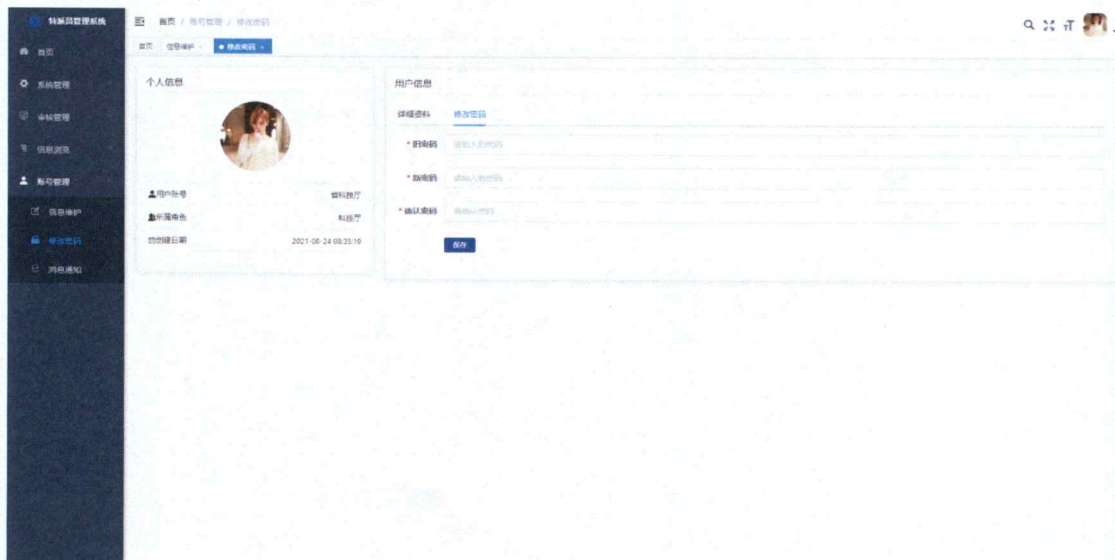 特派员管理系统
首页 / 账号管理 / 修改密码
首页
系统管理
审核管理
信息浏览
账号管理
信息维护
修改密码
消息通知
首页 信息维护 × ● 修改密码 ×
个人信息
用户账号 省科技厅
所属角色 科技厅
创建日期 2021-08-24 08:35:19
用户信息
详细资料 修改密码
* 旧密码 请输入旧密码
* 新密码 请输入新密码
* 确认密码 请确认密码
保存